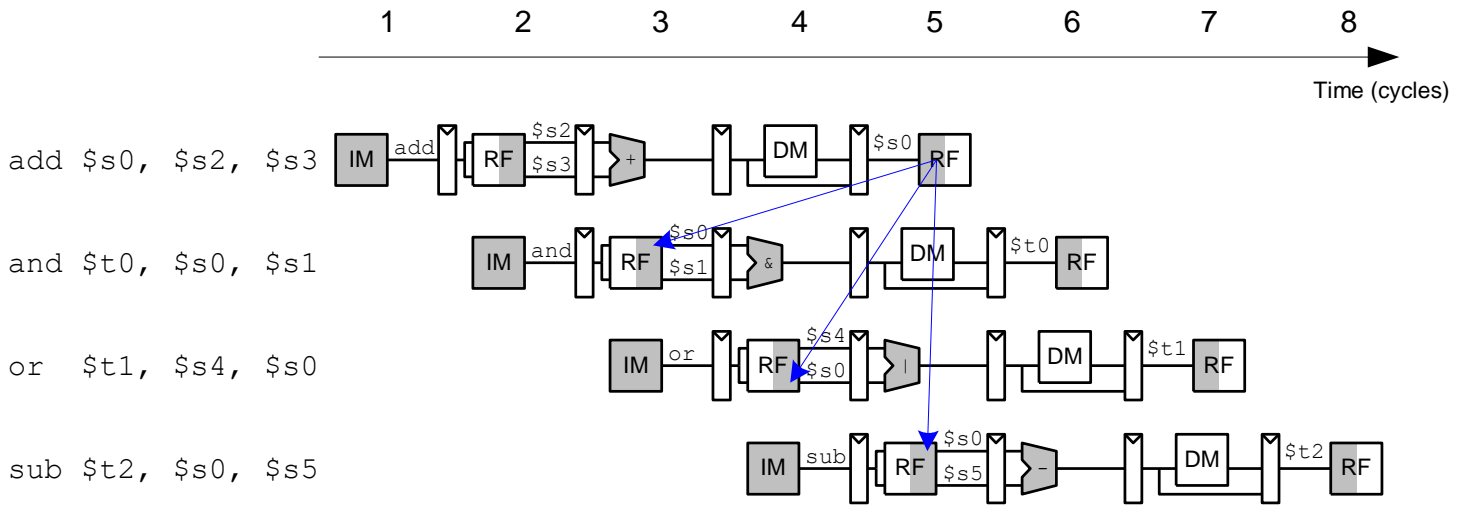 1 2 3 4 5 6 7 8
Time (cycles)
add $s0, $s2, $s3 IM add RF $s2 $s3 + DM $s0 RF
and $t0, $s0, $s1 IM and RF $s0 $s1 & DM $t0 RF
or $t1, $s4, $s0 IM or RF $s4 $s0 | DM $t1 RF
sub $t2, $s0, $s5 IM sub RF $s0 $s5 - DM $t2 RF